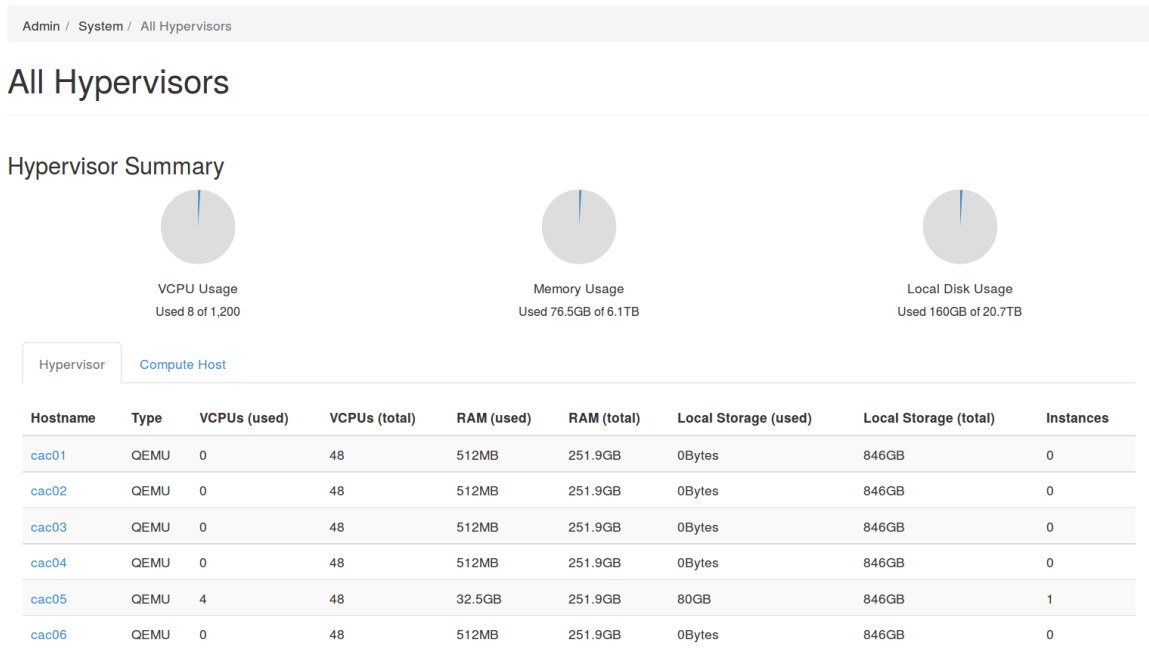 Admin / System / All Hypervisors
All Hypervisors
Hypervisor Summary
VCPU Usage Memory Usage Local Disk Usage
Used 8 of 1,200 Used 76.5GB of 6.1TB Used 160GB of 20.7TB
Hypervisor Compute Host
Hostname Type VCPUs (used) VCPUs (total) RAM (used) RAM (total) Local Storage (used) Local Storage (total) Instances
cac01 QEMU 0 48 512MB 251.9GB 0Bytes 846GB 0
cac02 QEMU 0 48 512MB 251.9GB 0Bytes 846GB 0
cac03 QEMU 0 48 512MB 251.9GB 0Bytes 846GB 0
cac04 QEMU 0 48 512MB 251.9GB 0Bytes 846GB 0
cac05 QEMU 4 48 32.5GB 251.9GB 80GB 846GB 1
cac06 QEMU 0 48 512MB 251.9GB 0Bytes 846GB 0